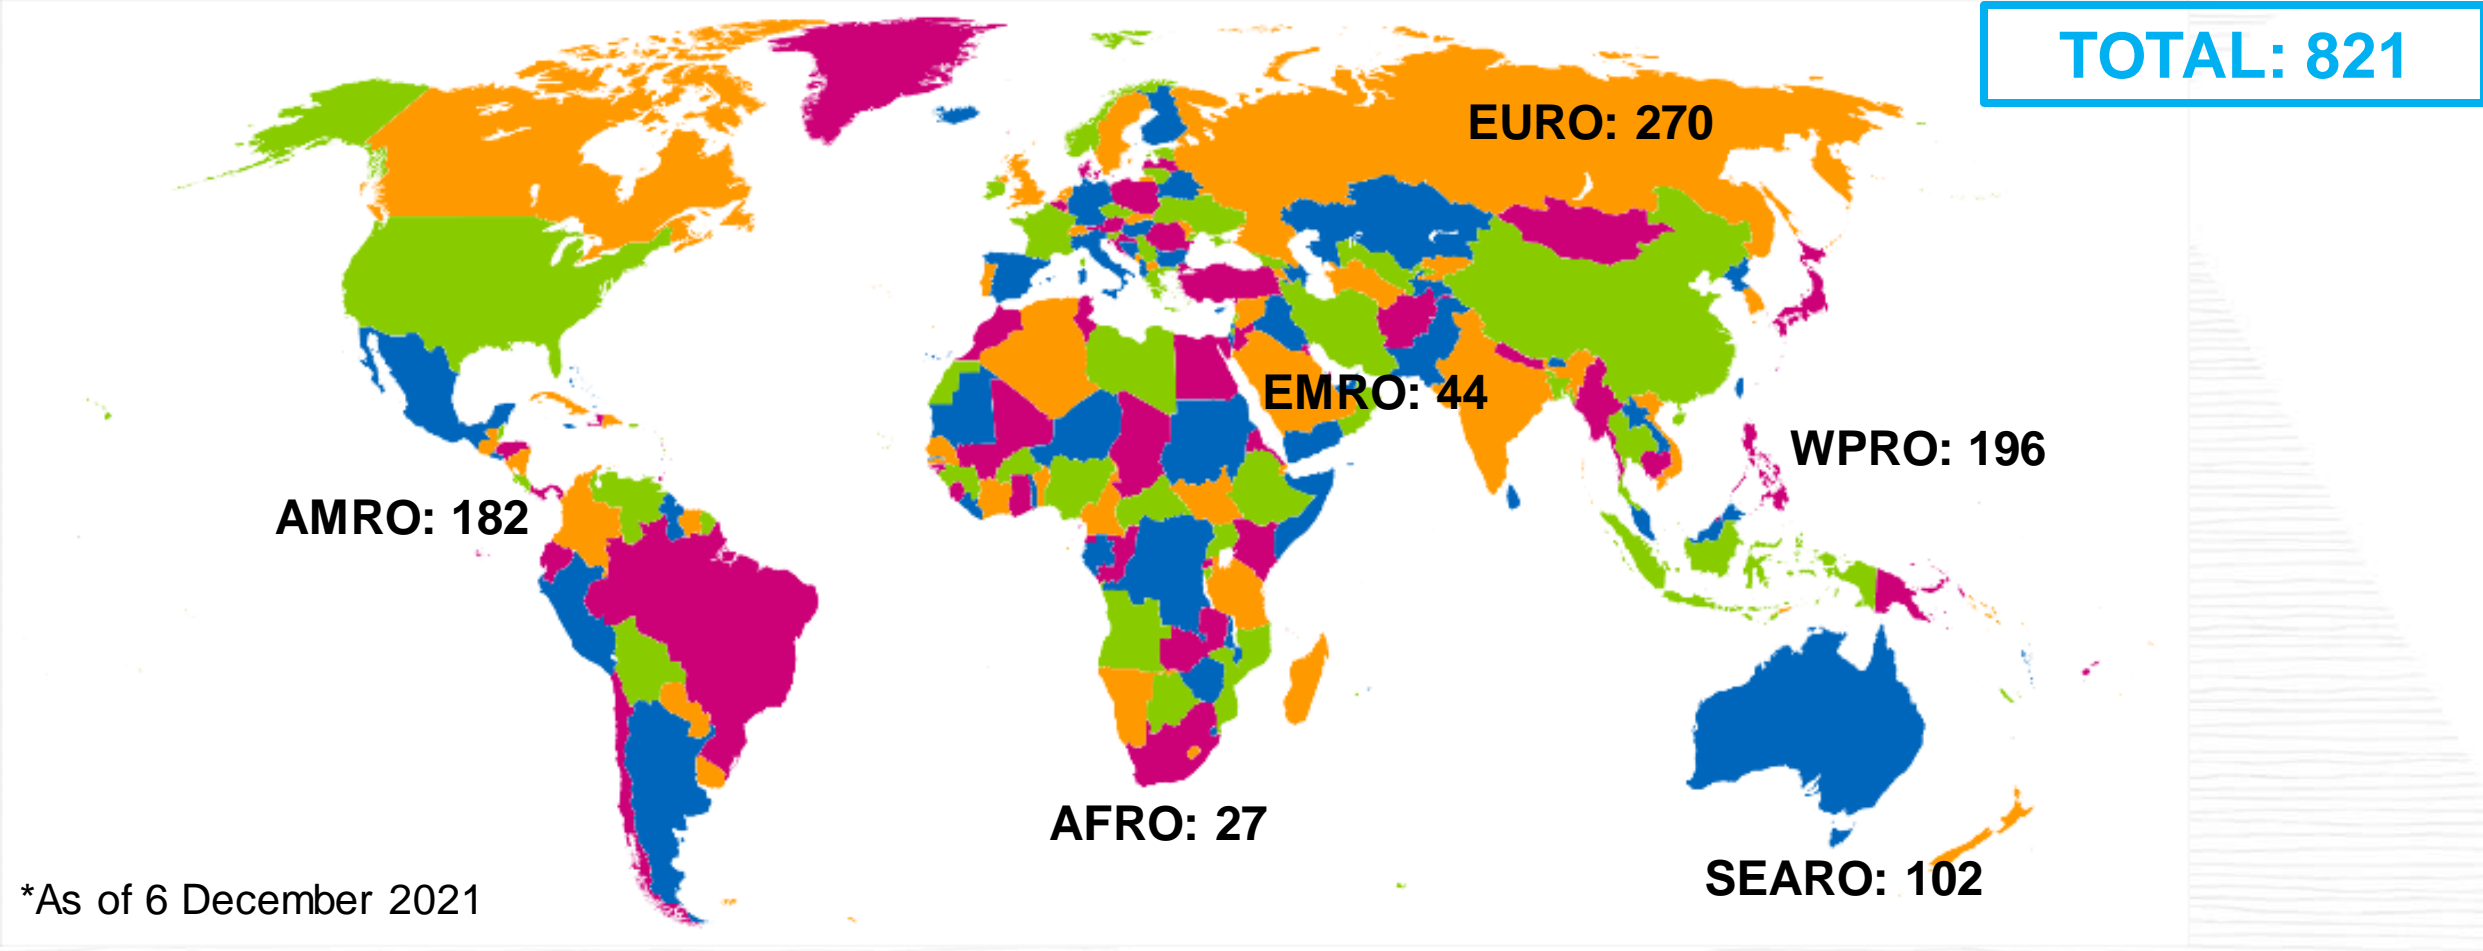 TOTAL: 821
EURO: 270
EMRO: 44
WPRO: 196
AMRO: 182
AFRO: 27
SEARO: 102
*As of 6 December 2021